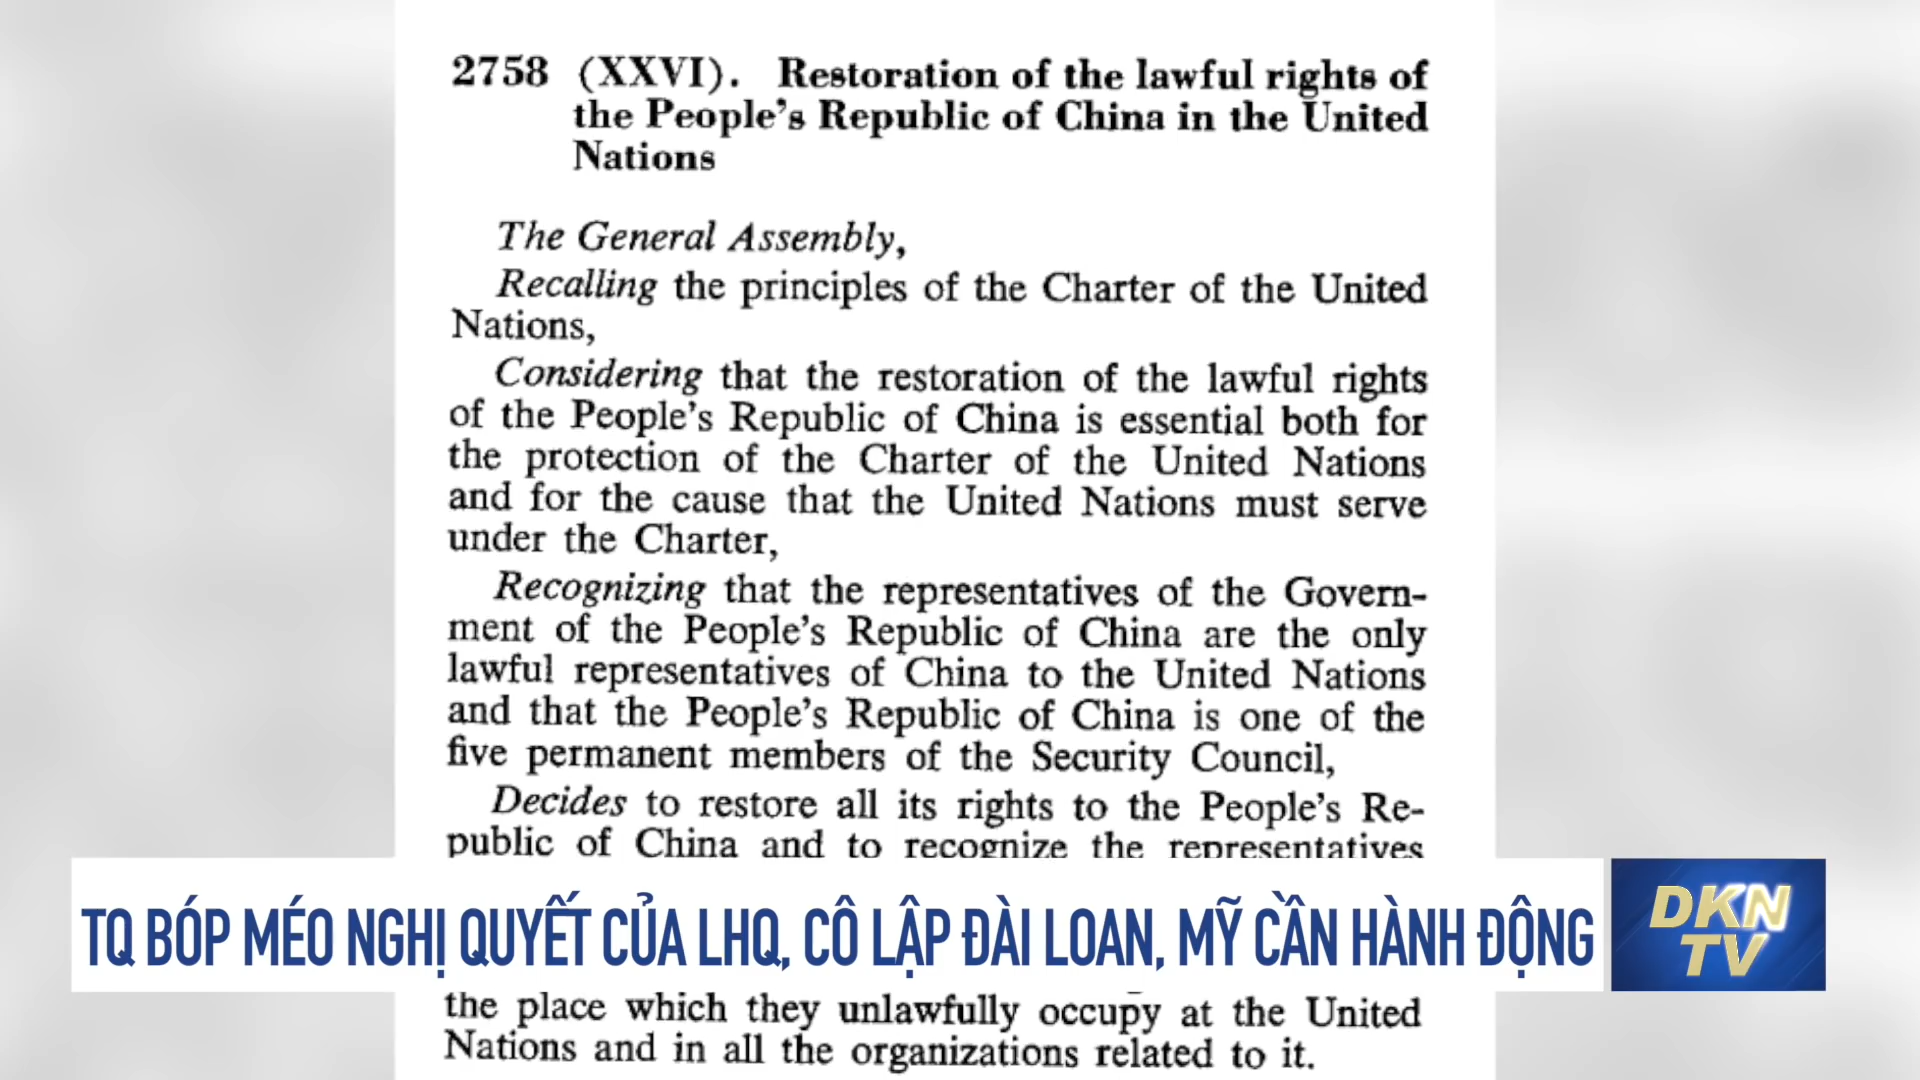 2758 (XXVI). Restoration of the lawful rights of
the People's Republic of China in the United
Nations
The General Assembly,
Recalling the principles of the Charter of the United
Nations,
Considering that the restoration of the lawful rights
of the People's Republic of China is essential both for
the protection of the Charter of the United Nations
and for the cause that the United Nations must serve
under the Charter,
Recognizing that the representatives of the Govern-
ment of the People's Republic of China are the only
lawful representatives of China to the United Nations
and that the People's Republic of China is one of the
five permanent members of the Security Council,
Decides to restore all its rights to the People's Re-
public of China and to recognize the representatives
TQ BÓP MÉO NGHỊ QUYẾT CỦA LHQ, CÔ LẬP ĐÀI LOAN, MỸ CẦN HÀNH ĐỘNG
DKN
TV
the place which they unlawfully occupy at the United
Nations and in all the organizations related to it.